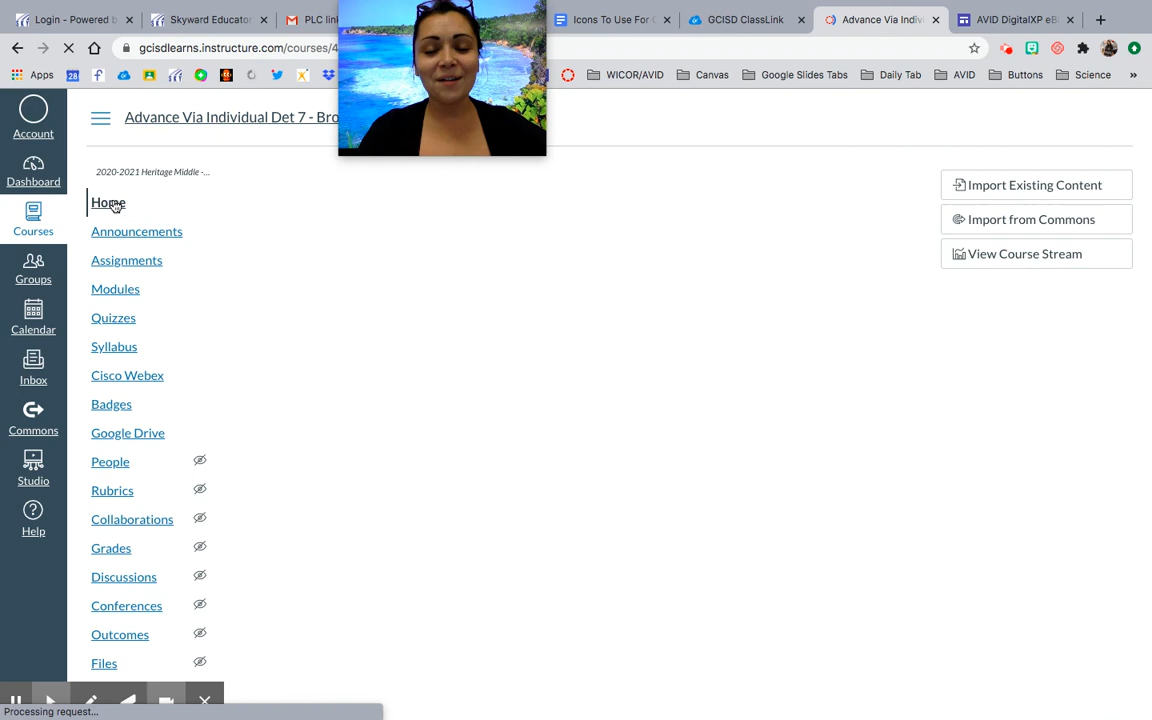 Login - Powered b
Skyward Educator
PLC link
Icons To Use For C
GCISD ClassLink
Advance Via Indivi
AVID DigitalXP eB
gcisdlearns.instructure.com/courses/4
Apps
28
WICOR/AVID
Canvas
Google Slides Tabs
Daily Tab
AVID
Buttons
Science
»
Account
Dashboard
Courses
Groups
Calendar
Inbox
Commons
Studio
Help
Advance Via Individual Det 7 - Bro
2020-2021 Heritage Middle -...
Home
Announcements
Assignments
Modules
Quizzes
Syllabus
Cisco Webex
Badges
Google Drive
People
Rubrics
Collaborations
Grades
Discussions
Conferences
Outcomes
Files
Import Existing Content
Import from Commons
View Course Stream
Processing request...